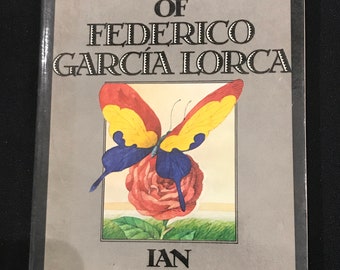 OF
FEDERICO
GARCÍA LORCA
IAN